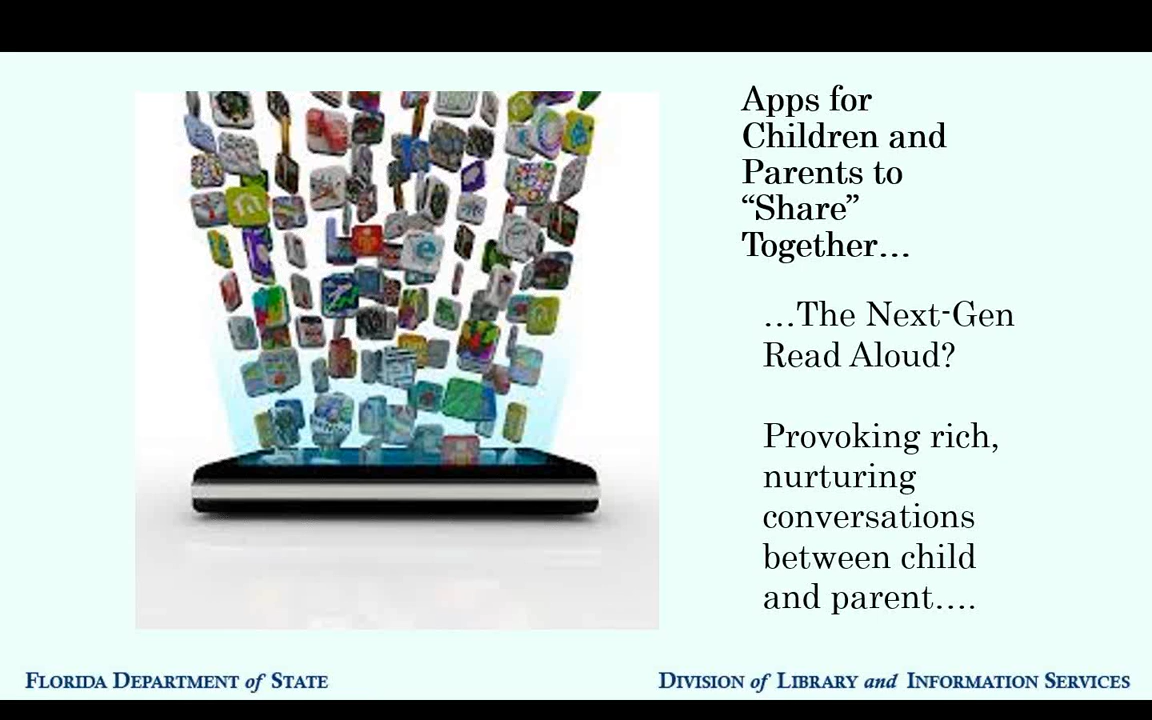 Apps for
Children and
Parents to
“Share”
Together…
…The Next-Gen
Read Aloud?
Provoking rich,
nurturing
conversations
between child
and parent….
FLORIDA DEPARTMENT of STATE
DIVISION of LIBRARY and INFORMATION SERVICES